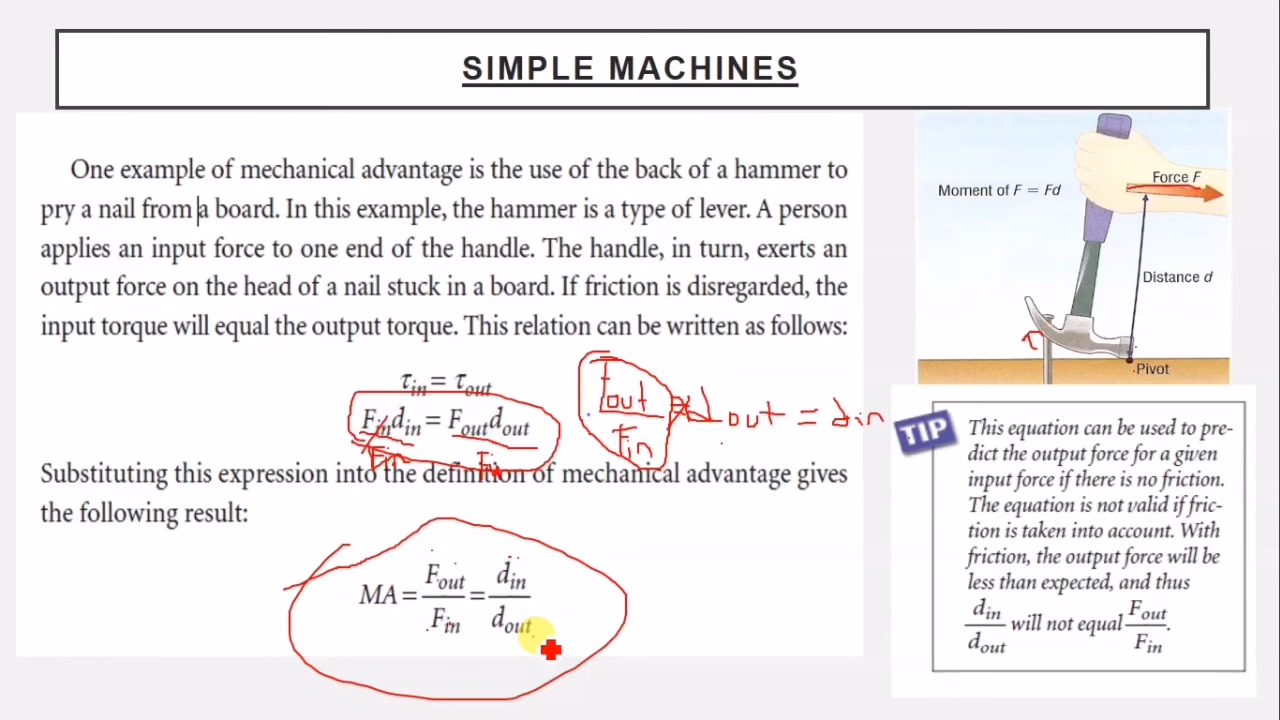 SIMPLE MACHINES
One example of mechanical advantage is the use of the back of a hammer to
pry a nail from a board. In this example, the hammer is a type of lever. A person
applies an input force to one end of the handle. The handle, in turn, exerts an
output force on the head of a nail stuck in a board. If friction is disregarded, the
input torque will equal the output torque. This relation can be written as follows:
τin = τout
Findin = Foutdout
Fin Fin
Fout/Fin × dout = din
Substituting this expression into the definition of mechanical advantage gives
the following result:
MA = Fout/Fin = din/dout
Moment of F = Fd
Force F
Distance d
Pivot
TIP
This equation can be used to pre-
dict the output force for a given
input force if there is no friction.
The equation is not valid if fric-
tion is taken into account. With
friction, the output force will be
less than expected, and thus
din/dout will not equal Fout/Fin.